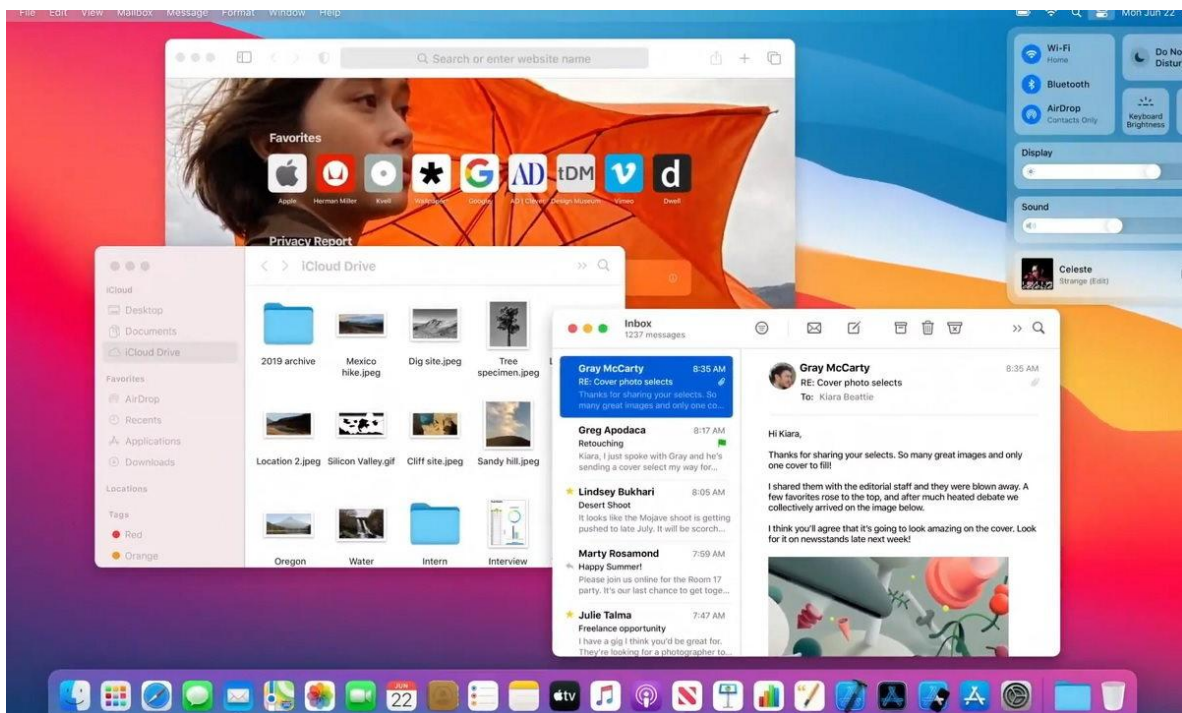 File Edit View Mailbox Message Format Window Help
Mon Jun 22
Search or enter website name
Favorites
Apple
Herman Miller
Kvell
Wallpaper*
Google
AD | Clever
Design Museum
Vimeo
Dwell
AD
tDM
d
Privacy Report
Wi-Fi
Home
Bluetooth
AirDrop
Contacts Only
Do No
Distur
Keyboard
Brightness
Display
Sound
Celeste
Strange (Edit)
iCloud
Desktop
Documents
iCloud Drive
Favorites
AirDrop
Recents
Applications
Downloads
Locations
Tags
Red
Orange
iCloud Drive
2019 archive
Mexico
hike.jpeg
Dig site.jpeg
Tree
specimen.jpeg
Location 2.jpeg
Silicon Valley.gif
Cliff site.jpeg
Sandy hill.jpeg
Oregon
Water
Intern
Interview
Inbox
1237 messages
Gray McCarty 8:35 AM
RE: Cover photo selects
Thanks for sharing your selects. So
many great images and only one co...
Greg Apodaca 8:17 AM
Retouching
Kiara, I just spoke with Gray and he's
sending a cover select my way for...
Lindsey Bukhari 8:05 AM
Desert Shoot
It looks like the Mojave shoot is getting
pushed to late July. It will be scorch...
Marty Rosamond 7:59 AM
Happy Summer!
Please join us online for the Room 17
party. It's our last chance to get toge...
Julie Talma 7:47 AM
Freelance opportunity
I have a gig I think you'd be great for.
They're looking for a photographer to...
Gray McCarty 8:35 AM
RE: Cover photo selects
To: Kiara Beattie
Hi Kiara,
Thanks for sharing your selects. So many great images and only
one cover to fill!
I shared them with the editorial staff and they were blown away. A
few favorites rose to the top, and after much heated debate we
collectively arrived on the image below.
I think you'll agree that it's going to look amazing on the cover. Look
for it on newsstands late next week!
JUN
22
tv